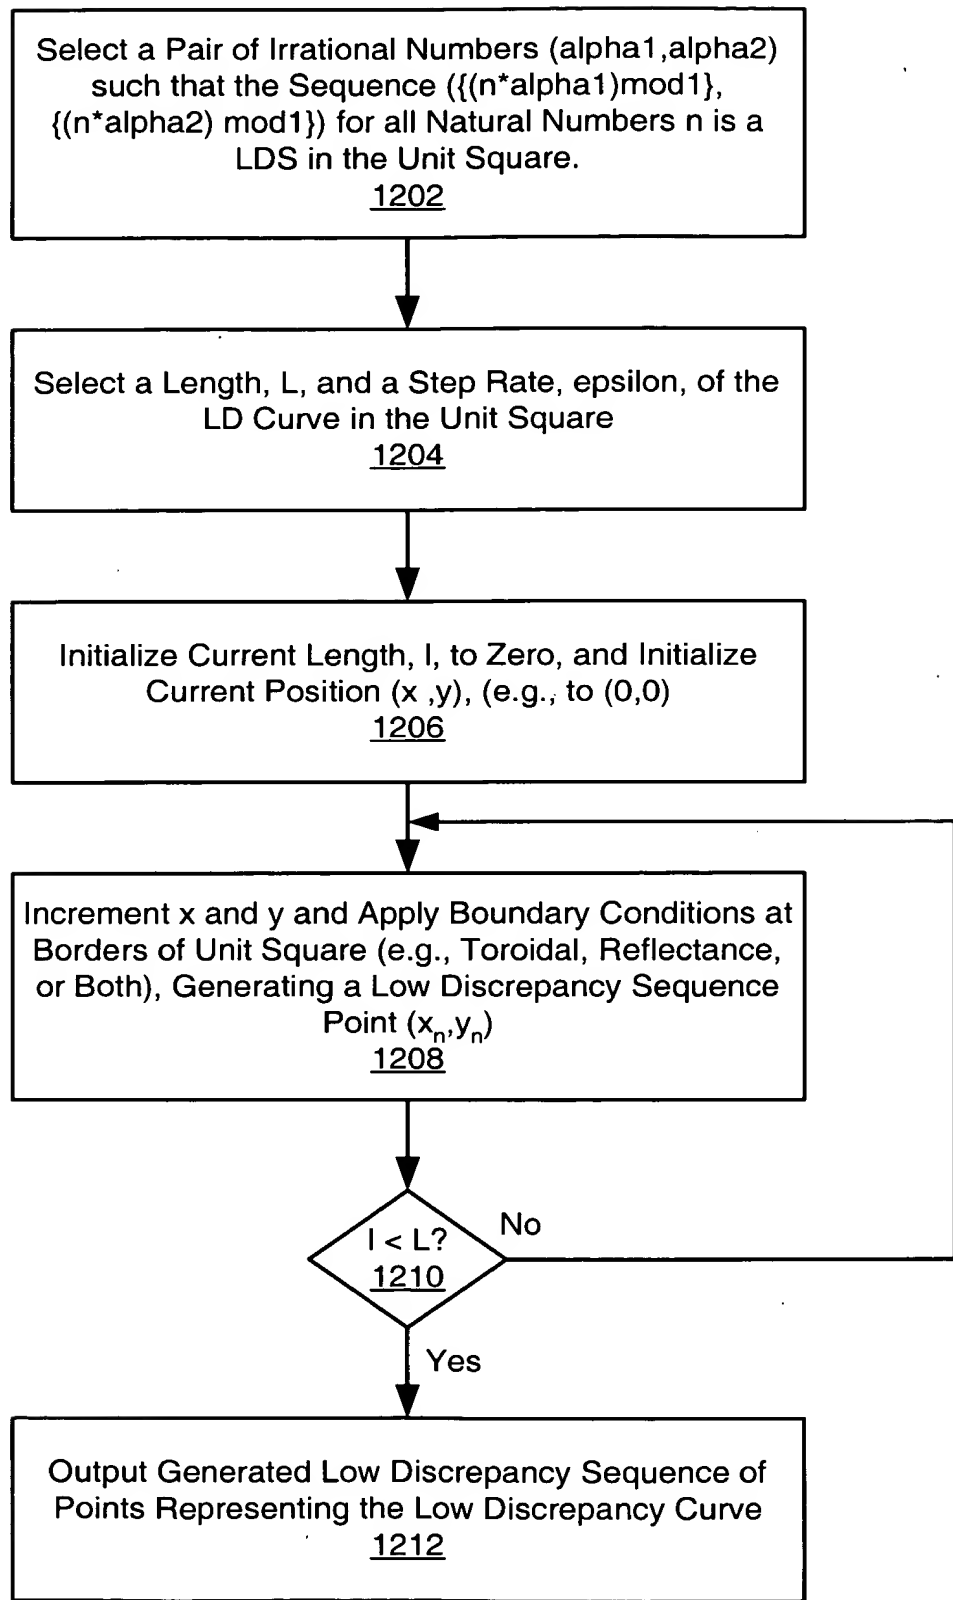 Select a Pair of Irrational Numbers (alpha1,alpha2)
such that the Sequence ({(n*alpha1)mod1},
{(n*alpha2) mod1}) for all Natural Numbers n is a
LDS in the Unit Square.
1202
Select a Length, L, and a Step Rate, epsilon, of the
LD Curve in the Unit Square
1204
Initialize Current Length, l, to Zero, and Initialize
Current Position (x ,y), (e.g., to (0,0)
1206
Increment x and y and Apply Boundary Conditions at
Borders of Unit Square (e.g., Toroidal, Reflectance,
or Both), Generating a Low Discrepancy Sequence
Point (xn,yn)
1208
l < L?
1210
No
Yes
Output Generated Low Discrepancy Sequence of
Points Representing the Low Discrepancy Curve
1212